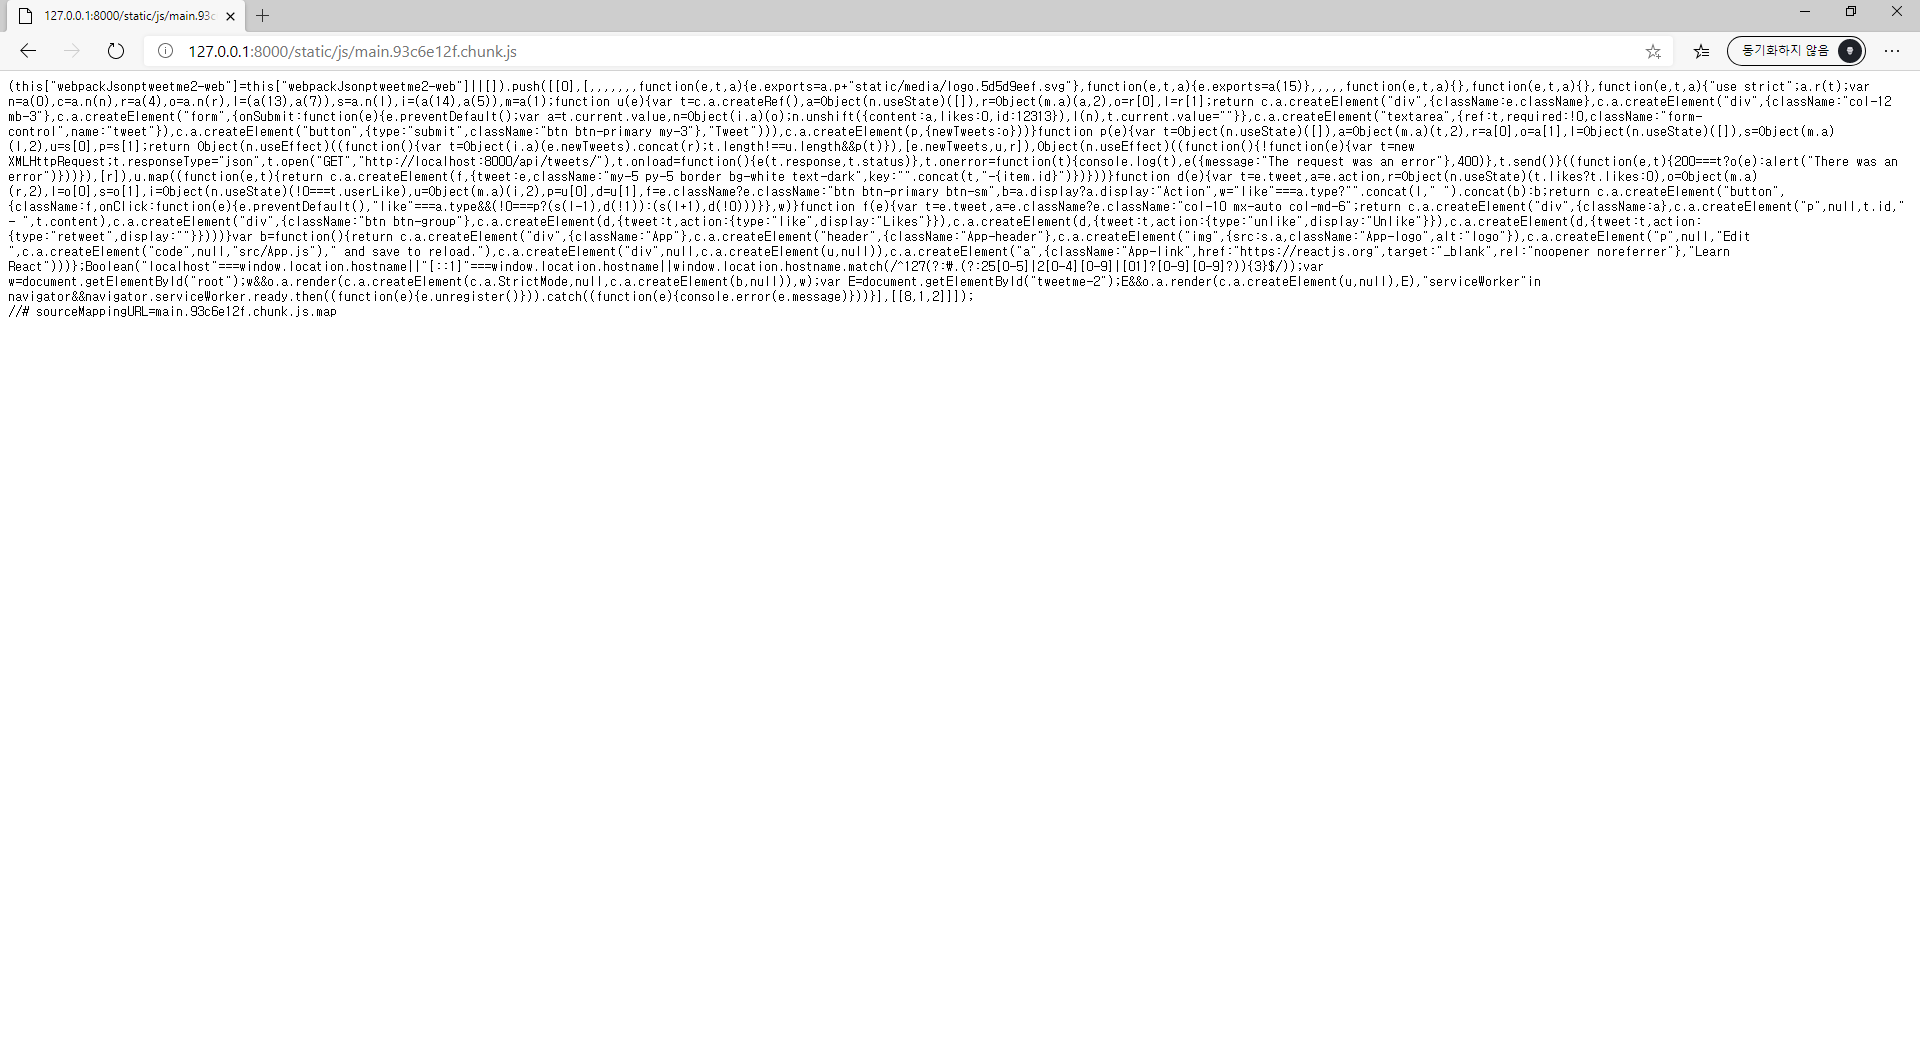 127.0.0.1:8000/static/js/main.93c
127.0.0.1:8000/static/js/main.93c6e12f.chunk.js
동기화하지 않음
(this["webpackJsonptweetme2-web"]=this["webpackJsonptweetme2-web"]||[]).push([[0],[,,,,,,,function(e,t,a){e.exports=a.p+"static/media/logo.5d5d9eef.svg"},function(e,t,a){e.exports=a(15)},,,,,function(e,t,a){},function(e,t,a){},function(e,t,a){"use strict";a.r(t);var
n=a(0),c=a.n(n),r=a(4),o=a.n(r),l=(a(13),a(7)),s=a.n(l),i=(a(14),a(5)),m=a(1);function u(e){var t=c.a.createRef(),a=Object(n.useState)([]),r=Object(m.a)(a,2),o=r[0],l=r[1];return c.a.createElement("div",{className:e.className},c.a.createElement("div",{className:"col-12
mb-3"},c.a.createElement("form",{onSubmit:function(e){e.preventDefault();var a=t.current.value,n=Object(i.a)(o);n.unshift({content:a,likes:0,id:12313}),l(n),t.current.value=""}},c.a.createElement("textarea",{ref:t,required:!0,className:"form-
control",name:"tweet"}),c.a.createElement("button",{type:"submit",className:"btn btn-primary my-3"},"Tweet"))),c.a.createElement(p,{newTweets:o}))}function p(e){var t=Object(n.useState)([]),a=Object(m.a)(t,2),r=a[0],o=a[1],l=Object(n.useState)([]),s=Object(m.a)
(l,2),u=s[0],p=s[1];return Object(n.useEffect)((function(){var t=Object(i.a)(e.newTweets).concat(r);t.length!==u.length&&p(t)}),[e.newTweets,u,r]),Object(n.useEffect)((function(){!function(e){var t=new
XMLHttpRequest;t.responseType="json",t.open("GET","http://localhost:8000/api/tweets/"),t.onload=function(){e(t.response,t.status)},t.onerror=function(t){console.log(t),e({message:"The request was an error"},400)},t.send()}((function(e,t){200===t?o(e):alert("There was an
error")}))}),[r]),u.map((function(e,t){return c.a.createElement(f,{tweet:e,className:"my-5 py-5 border bg-white text-dark",key:"".concat(t,"-{item.id}")})}))}function d(e){var t=e.tweet,a=e.action,r=Object(n.useState)(t.likes?t.likes:0),o=Object(m.a)
(r,2),l=o[0],s=o[1],i=Object(n.useState)(!0===t.userLike),u=Object(m.a)(i,2),p=u[0],d=u[1],f=e.className?e.className:"btn btn-primary btn-sm",b=a.display?a.display:"Action",w="like"===a.type?"".concat(l," ").concat(b):b;return c.a.createElement("button",
{className:f,onClick:function(e){e.preventDefault(),"like"===a.type&&(!0===p?(s(l-1),d(!1)):(s(l+1),d(!0)))}},w)}function f(e){var t=e.tweet,a=e.className?e.className:"col-10 mx-auto col-md-6";return c.a.createElement("div",{className:a},c.a.createElement("p",null,t.id,"
- ",t.content),c.a.createElement("div",{className:"btn btn-group"},c.a.createElement(d,{tweet:t,action:{type:"like",display:"Likes"}}),c.a.createElement(d,{tweet:t,action:{type:"unlike",display:"Unlike"}}),c.a.createElement(d,{tweet:t,action:
{type:"retweet",display:""}})))}var b=function(){return c.a.createElement("div",{className:"App"},c.a.createElement("header",{className:"App-header"},c.a.createElement("img",{src:s.a,className:"App-logo",alt:"logo"}),c.a.createElement("p",null,"Edit
",c.a.createElement("code",null,"src/App.js")," and save to reload."),c.a.createElement("div",null,c.a.createElement(u,null)),c.a.createElement("a",{className:"App-link",href:"https://reactjs.org",target:"_blank",rel:"noopener noreferrer"},"Learn
React")))};Boolean("localhost"===window.location.hostname||"[::1]"===window.location.hostname||window.location.hostname.match(/^127(?:\.(?:25[0-5]|2[0-4][0-9]|[01]?[0-9][0-9]?)){3}$/));var
w=document.getElementById("root");w&&o.a.render(c.a.createElement(c.a.StrictMode,null,c.a.createElement(b,null)),w);var E=document.getElementById("tweetme-2");E&&o.a.render(c.a.createElement(u,null),E),"serviceWorker"in
navigator&&navigator.serviceWorker.ready.then((function(e){e.unregister()})).catch((function(e){console.error(e.message)}))}],[[8,1,2]]]);
//# sourceMappingURL=main.93c6e12f.chunk.js.map